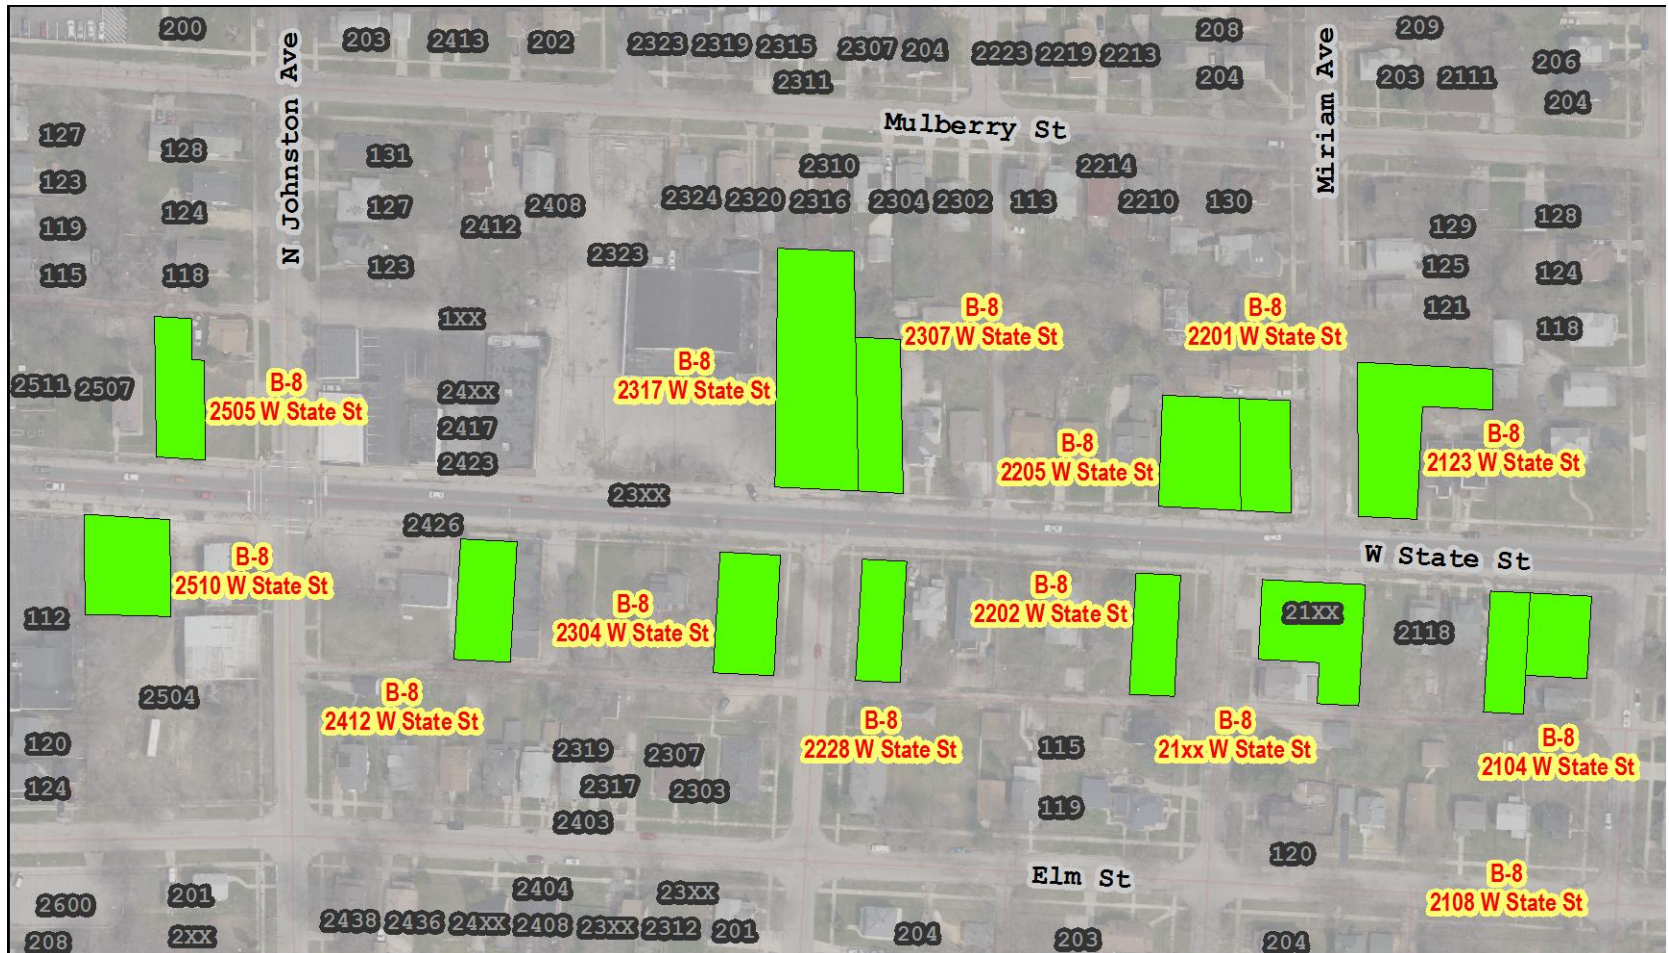 200
203
2413
202
2323
2319
2315
2307
204
2223
2219
2213
208
209
2311
204
203
2111
206
204
N Johnston Ave
Miriam Ave
Mulberry St
127
128
131
123
124
127
119
115
118
123
2412
2408
2323
2310
2324
2320
2316
2304
2302
113
2214
2210
130
129
128
125
124
121
118
1XX
24XX
2417
2423
2511
2507
B-8
2505 W State St
B-8
2317 W State St
B-8
2307 W State St
B-8
2201 W State St
B-8
2205 W State St
B-8
2123 W State St
23XX
2426
W State St
B-8
2510 W State St
B-8
2304 W State St
B-8
2202 W State St
21XX
2118
112
2504
B-8
2412 W State St
B-8
2228 W State St
B-8
21xx W State St
B-8
2104 W State St
120
124
2319
2307
2317
2303
2403
115
119
120
Elm St
B-8
2108 W State St
2600
201
208
2XX
2438
2436
24XX
2404
2408
23XX
23XX
2312
201
204
203
204